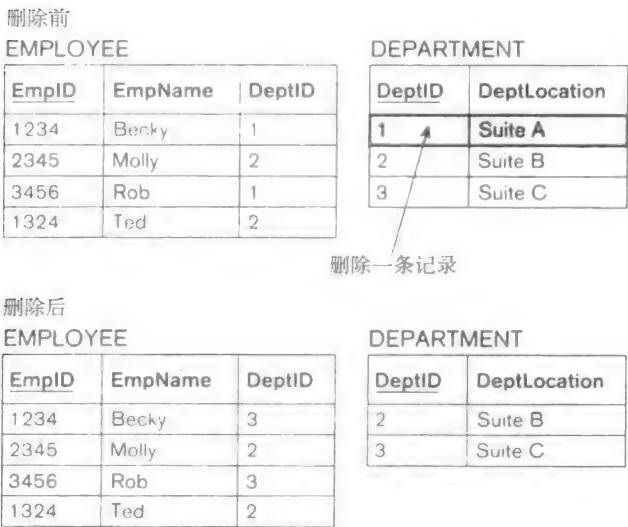 删除前
EMPLOYEE DEPARTMENT
EmpID EmpName DeptID DeptID DeptLocation
1234 Becky 1 1 Suite A
2345 Molly 2 2 Suite B
3456 Rob 1 3 Suite C
1324 Ted 2
删除一条记录
删除后
EMPLOYEE DEPARTMENT
EmpID EmpName DeptID DeptID DeptLocation
1234 Becky 3 2 Suite B
2345 Molly 2 3 Suite C
3456 Rob 3
1324 Ted 2